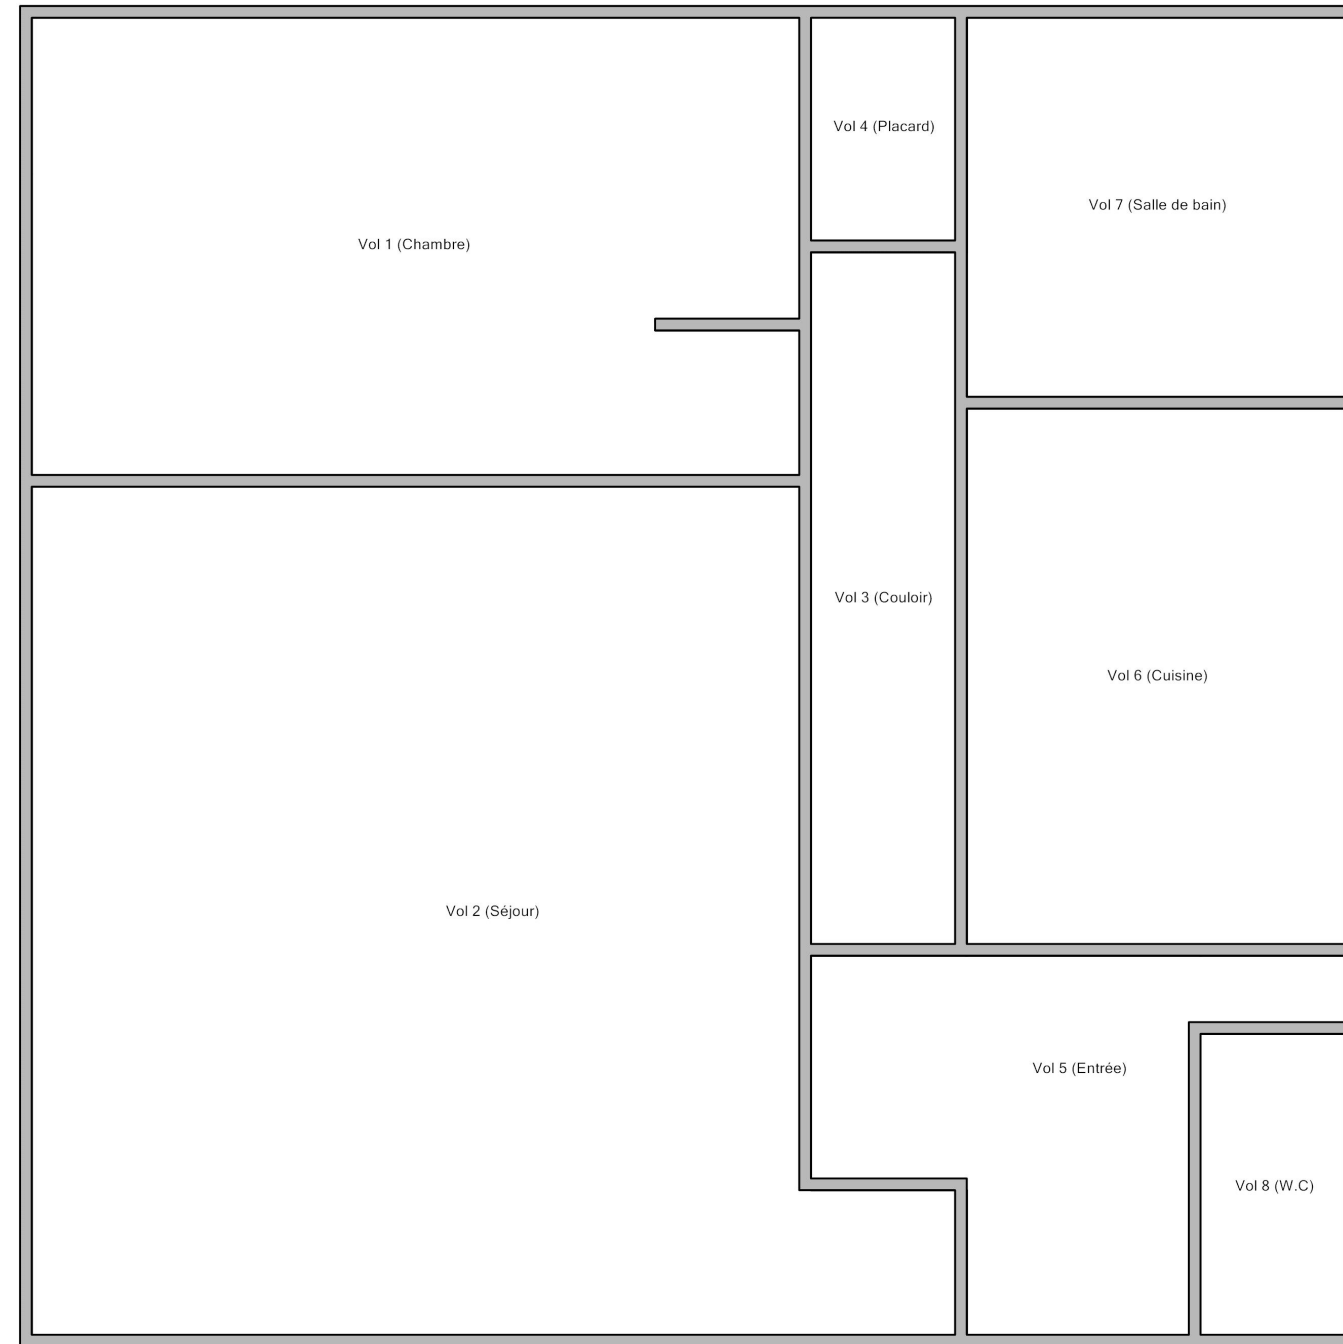 Vol 4 (Placard)
Vol 7 (Salle de bain)
Vol 1 (Chambre)
Vol 3 (Couloir)
Vol 6 (Cuisine)
Vol 2 (Séjour)
Vol 5 (Entrée)
Vol 8 (W.C)